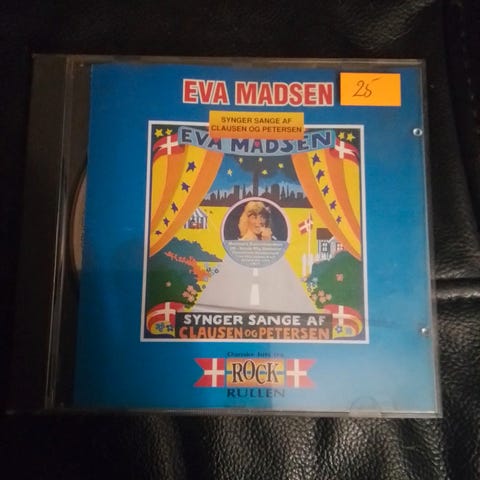 EVA MADSEN
25
SYNGER SANGE AF
CLAUSEN OG PETERSEN
EVA MADSEN
SYNGER SANGE AF
CLAUSEN OG PETERSEN
ROCK
RULLEN